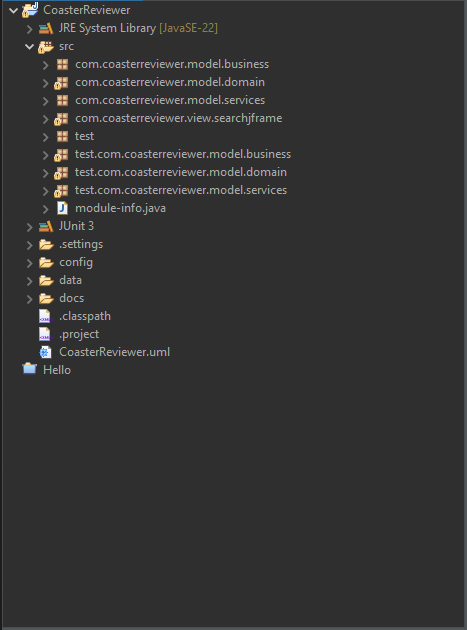 CoasterReviewer
JRE System Library [JavaSE-22]
src
com.coasterreviewer.model.business
com.coasterreviewer.model.domain
com.coasterreviewer.model.services
com.coasterreviewer.view.searchjframe
test
test.com.coasterreviewer.model.business
test.com.coasterreviewer.model.domain
test.com.coasterreviewer.model.services
module-info.java
JUnit 3
.settings
config
data
docs
.classpath
.project
CoasterReviewer.uml
Hello